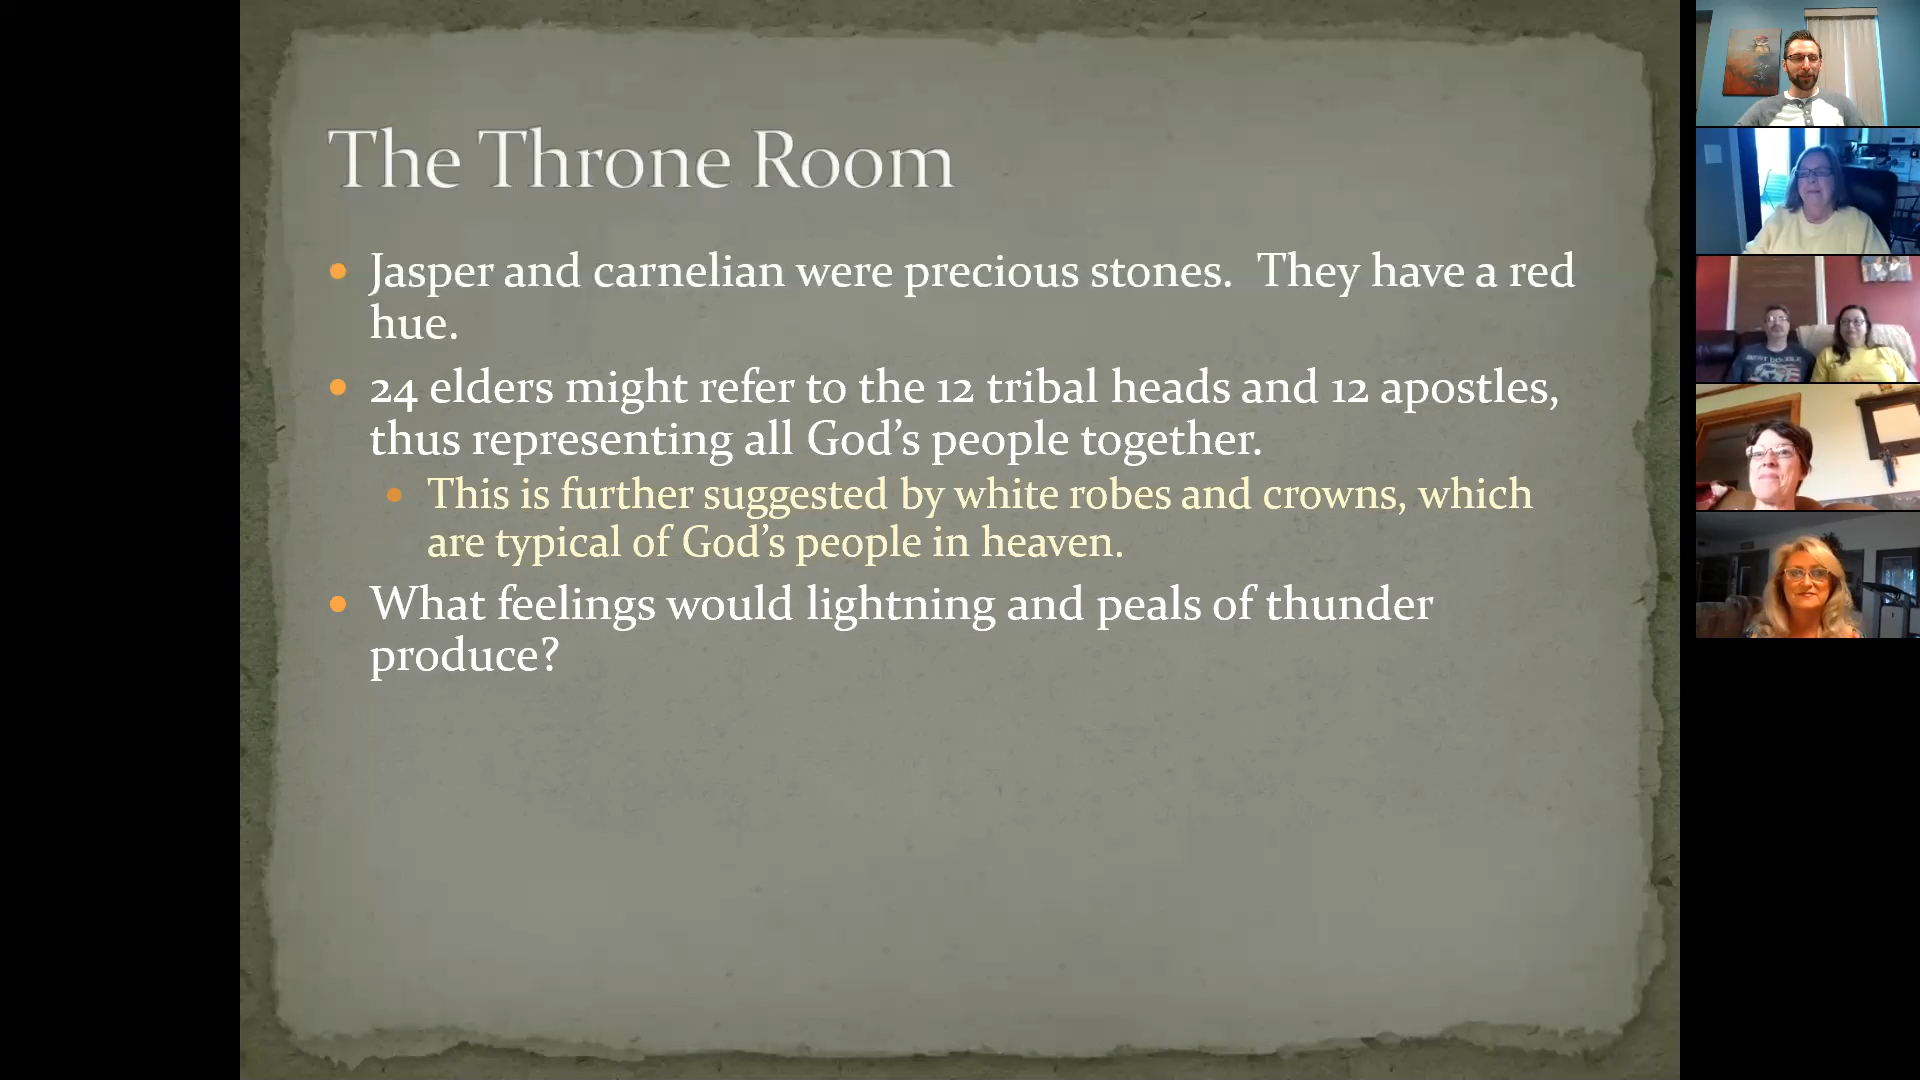 The Throne Room
Jasper and carnelian were precious stones.  They have a red
hue.
24 elders might refer to the 12 tribal heads and 12 apostles,
thus representing all God’s people together.
This is further suggested by white robes and crowns, which
are typical of God’s people in heaven.
What feelings would lightning and peals of thunder
produce?